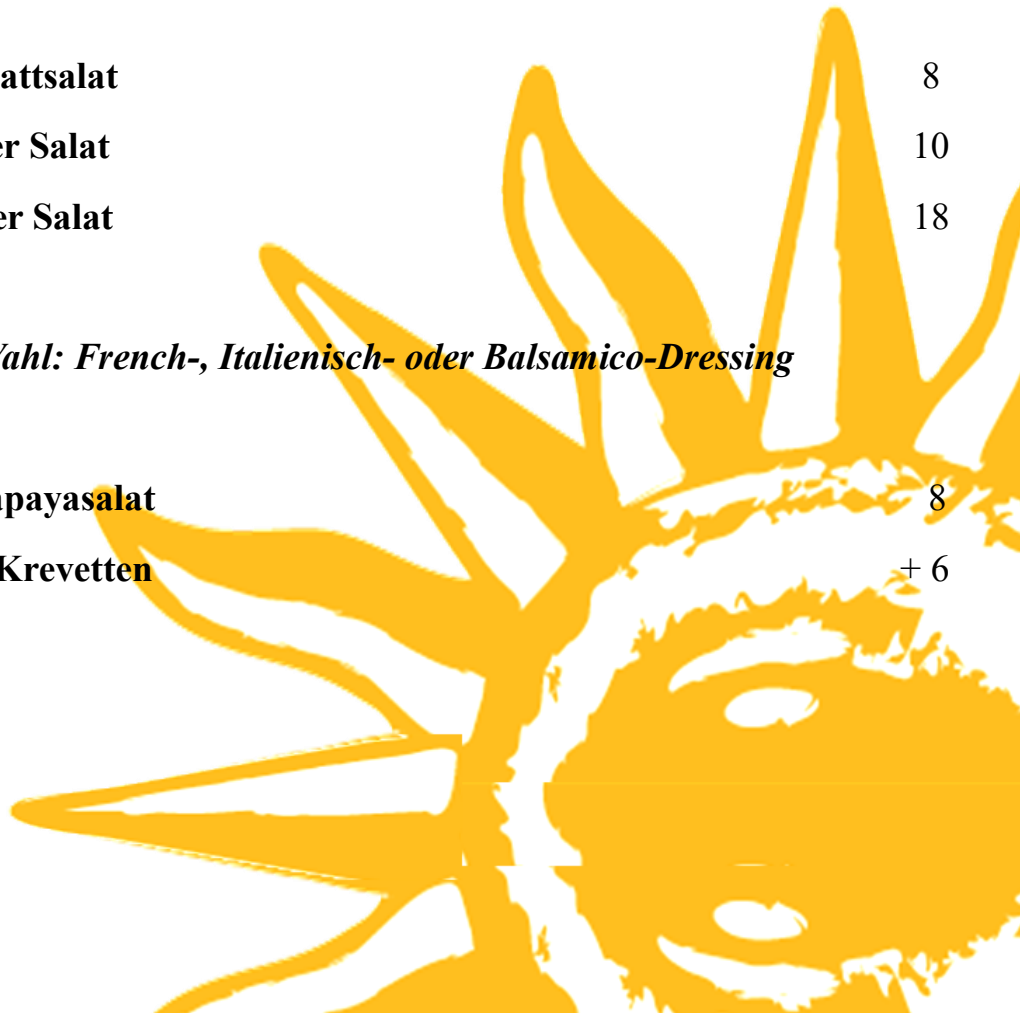 attsalat 8
er Salat 10
er Salat 18
Vahl: French-, Italienisch- oder Balsamico-Dressing
apayasalat 8
Krevetten + 6